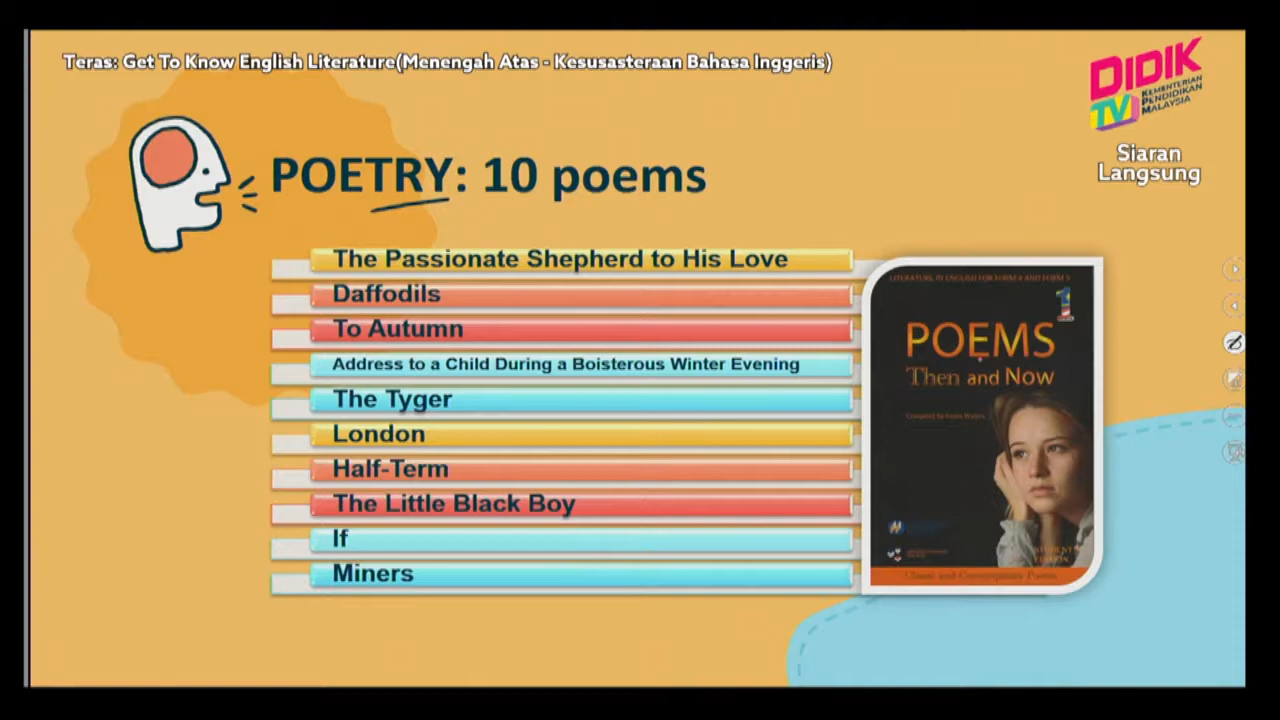 Teras: Get To Know English Literature(Menengah Atas - Kesusasteraan Bahasa Inggeris)
DIDIK
TV
KEMENTERIAN
PENDIDIKAN
MALAYSIA
Siaran
Langsung
POETRY: 10 poems
The Passionate Shepherd to His Love
Daffodils
To Autumn
Address to a Child During a Boisterous Winter Evening
The Tyger
London
Half-Term
The Little Black Boy
If
Miners
LITERATURE IN ENGLISH FOR FORM 4 AND FORM 5
1
POEMS
Then and Now
STUDENT
EDITION
Classic and Contemporary Poems